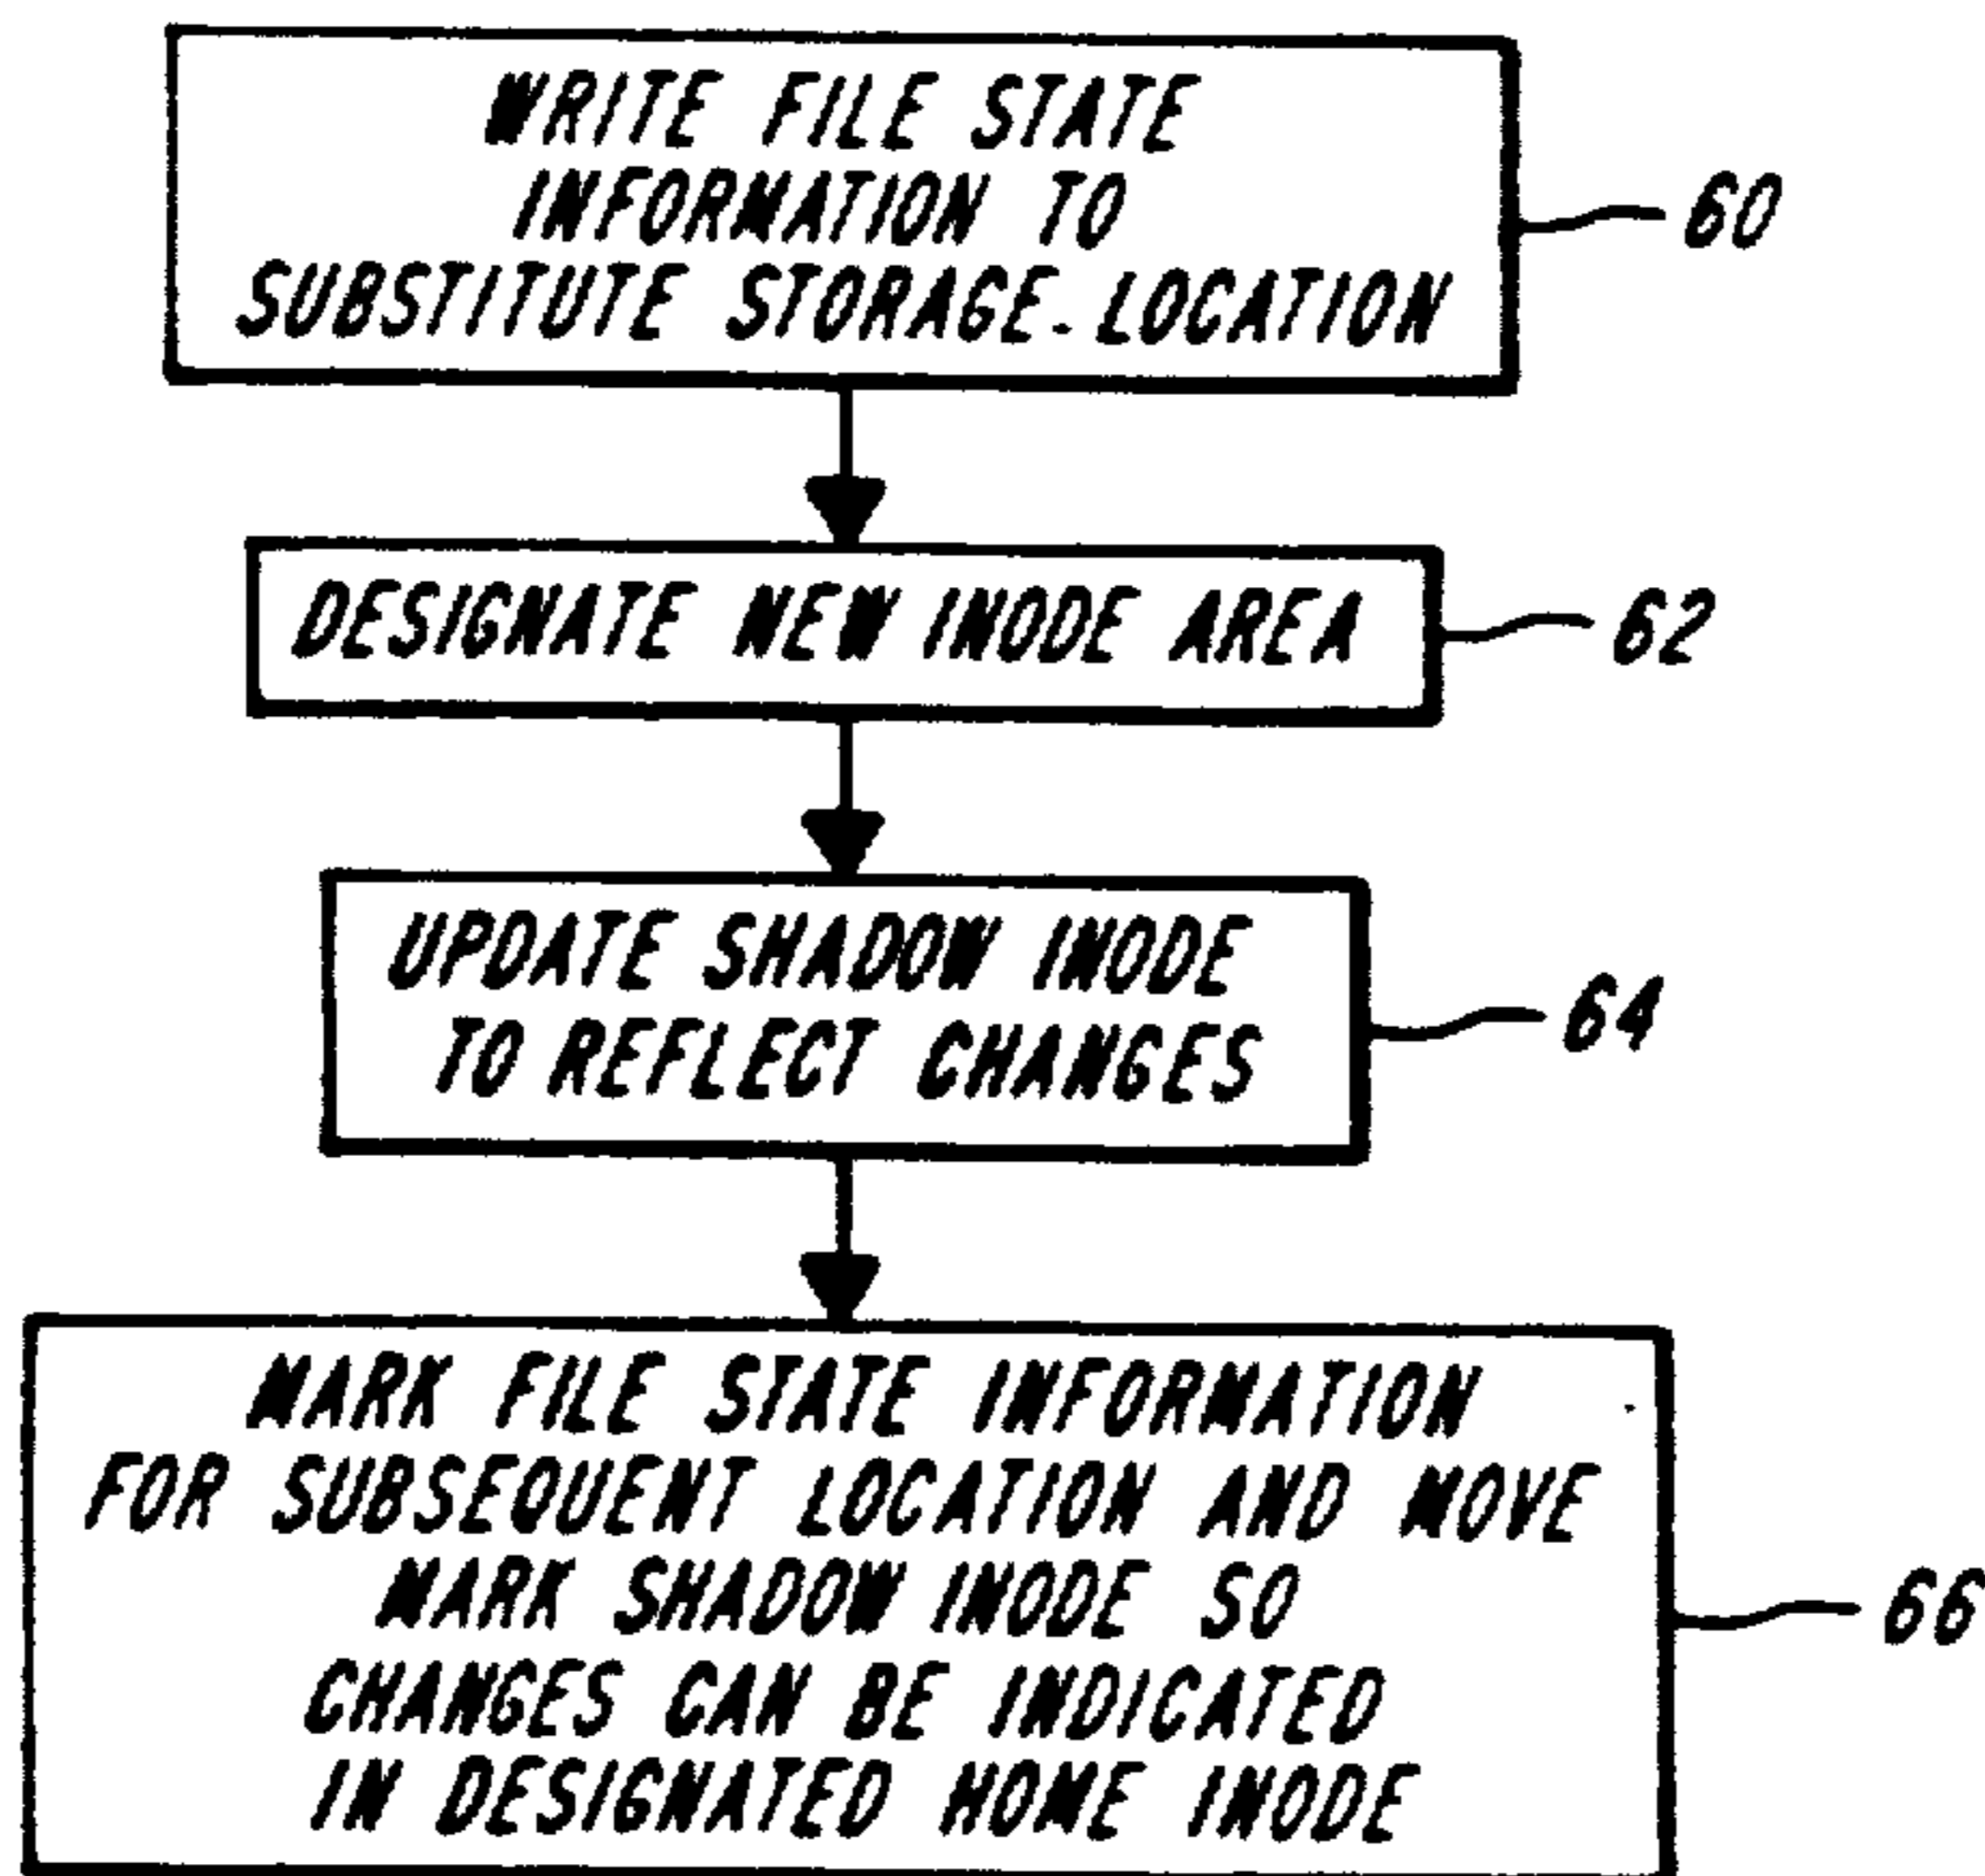 WRITE FILE STATE
INFORMATION TO
SUBSTITUTE STORAGE LOCATION
60
DESIGNATE NEW INODE AREA
62
UPDATE SHADOW INODE
TO REFLECT CHANGES
64
MARK FILE STATE INFORMATION
FOR SUBSEQUENT LOCATION AND MOVE
MARK SHADOW INODE SO
CHANGES CAN BE INDICATED
IN DESIGNATED HOME INODE
66